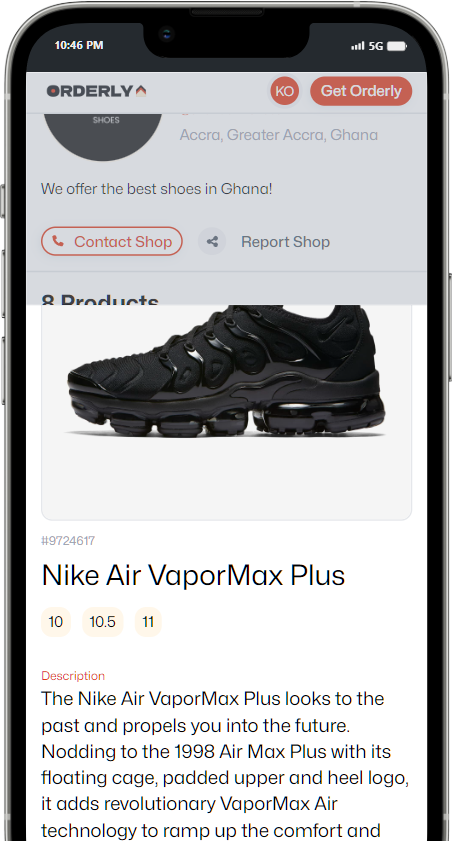 10:46 PM
5G
ORDERLY
KO
Get Orderly
SHOES
Accra, Greater Accra, Ghana
We offer the best shoes in Ghana!
Contact Shop
Report Shop
8 Products
#9724617
Nike Air VaporMax Plus
10
10.5
11
Description
The Nike Air VaporMax Plus looks to the
past and propels you into the future.
Nodding to the 1998 Air Max Plus with its
floating cage, padded upper and heel logo,
it adds revolutionary VaporMax Air
technology to ramp up the comfort and